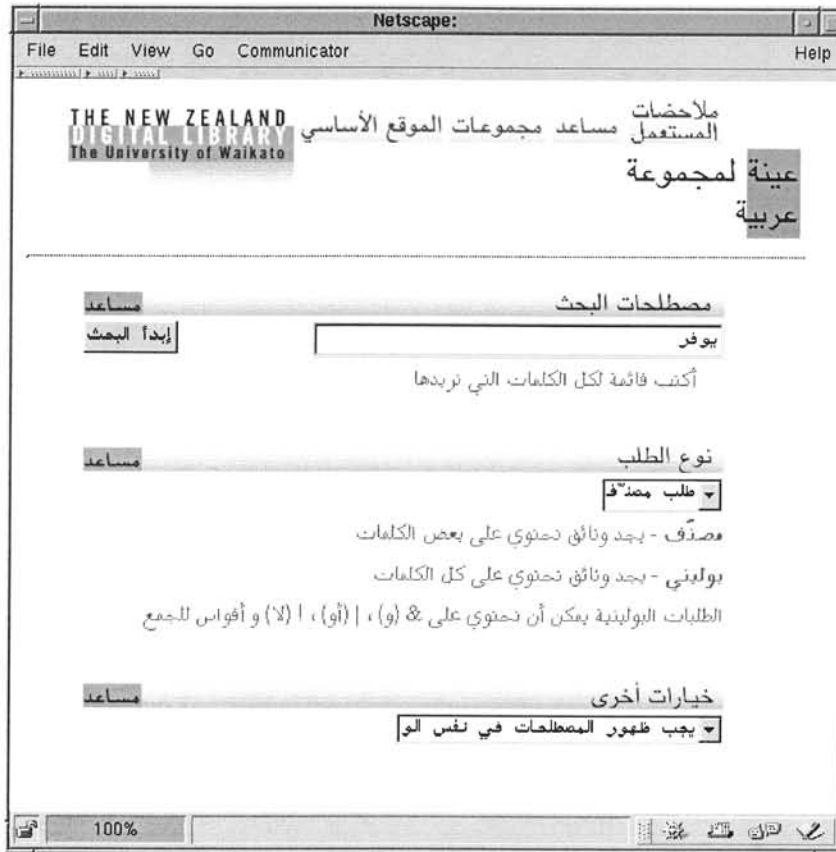 Netscape:
File Edit View Go Communicator Help
THE NEW ZEALAND
DIGITAL LIBRARY
The University of Waikato
ملاحضات
المستعمل مساعد مجموعات الموقع الأساسي
عينة لمجموعة
عربية
مصطلحات البحث مساعد
يوفر إبدأ البحث
أكتب قائمة لكل الكلمات التي تريدها
نوع الطلب مساعد
طلب مصنّف
مصنّف - يجد وثائق تحتوي على بعض الكلمات
بوليني - يجد وثائق تحتوي على كل الكلمات
الطلبات البولينية يمكن أن تحتوي على & (و) ، | (أو) ، ! (لا) و أقواس للجمع
خيارات أخرى مساعد
يجب ظهور المصطلحات في نفس الو
100%